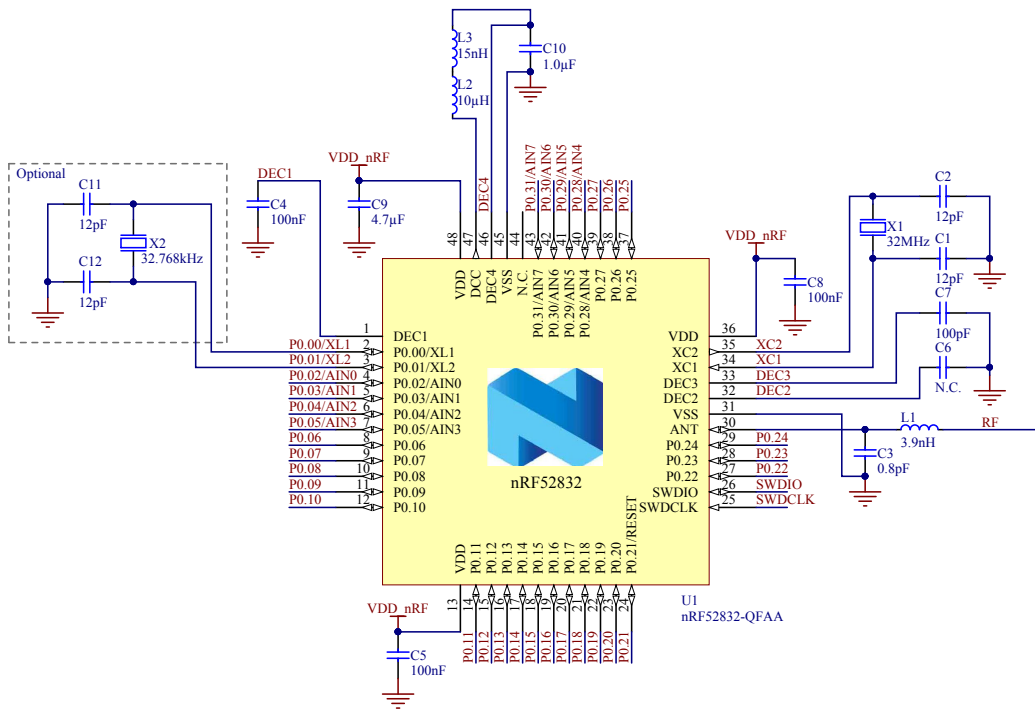 L3
15nH
L2
10µH
C10
1.0µF
Optional
C11
12pF
X2
32.768kHz
C12
12pF
DEC1
C4
100nF
VDD_nRF
C9
4.7µF
DEC4
P0.31/AIN7
P0.30/AIN6
P0.29/AIN5
P0.28/AIN4
P0.27
P0.26
P0.25
48
47
46
45
44
43
42
41
40
39
38
37
VDD
DCC
DEC4
VSS
N.C.
P0.31/AIN7
P0.30/AIN6
P0.29/AIN5
P0.28/AIN4
P0.27
P0.26
P0.25
C2
12pF
X1
32MHz
C1
12pF
VDD_nRF
C8
100nF
C7
100pF
C6
N.C.
1 DEC1
P0.00/XL1 2 P0.00/XL1
P0.01/XL2 3 P0.01/XL2
P0.02/AIN0 4 P0.02/AIN0
P0.03/AIN1 5 P0.03/AIN1
P0.04/AIN2 6 P0.04/AIN2
P0.05/AIN3 7 P0.05/AIN3
P0.06 8 P0.06
P0.07 9 P0.07
P0.08 10 P0.08
P0.09 11 P0.09
P0.10 12 P0.10
nRF52832
VDD 36
XC2 35 XC2
XC1 34 XC1
DEC3 33 DEC3
DEC2 32 DEC2
VSS 31
ANT 30
P0.24 29 P0.24
P0.23 28 P0.23
P0.22 27 P0.22
SWDIO 26 SWDIO
SWDCLK 25 SWDCLK
L1
3.9nH
RF
C3
0.8pF
VDD
P0.11
P0.12
P0.13
P0.14
P0.15
P0.16
P0.17
P0.18
P0.19
P0.20
P0.21/RESET
13
14
15
16
17
18
19
20
21
22
23
24
P0.11
P0.12
P0.13
P0.14
P0.15
P0.16
P0.17
P0.18
P0.19
P0.20
P0.21
VDD_nRF
C5
100nF
U1
nRF52832-QFAA